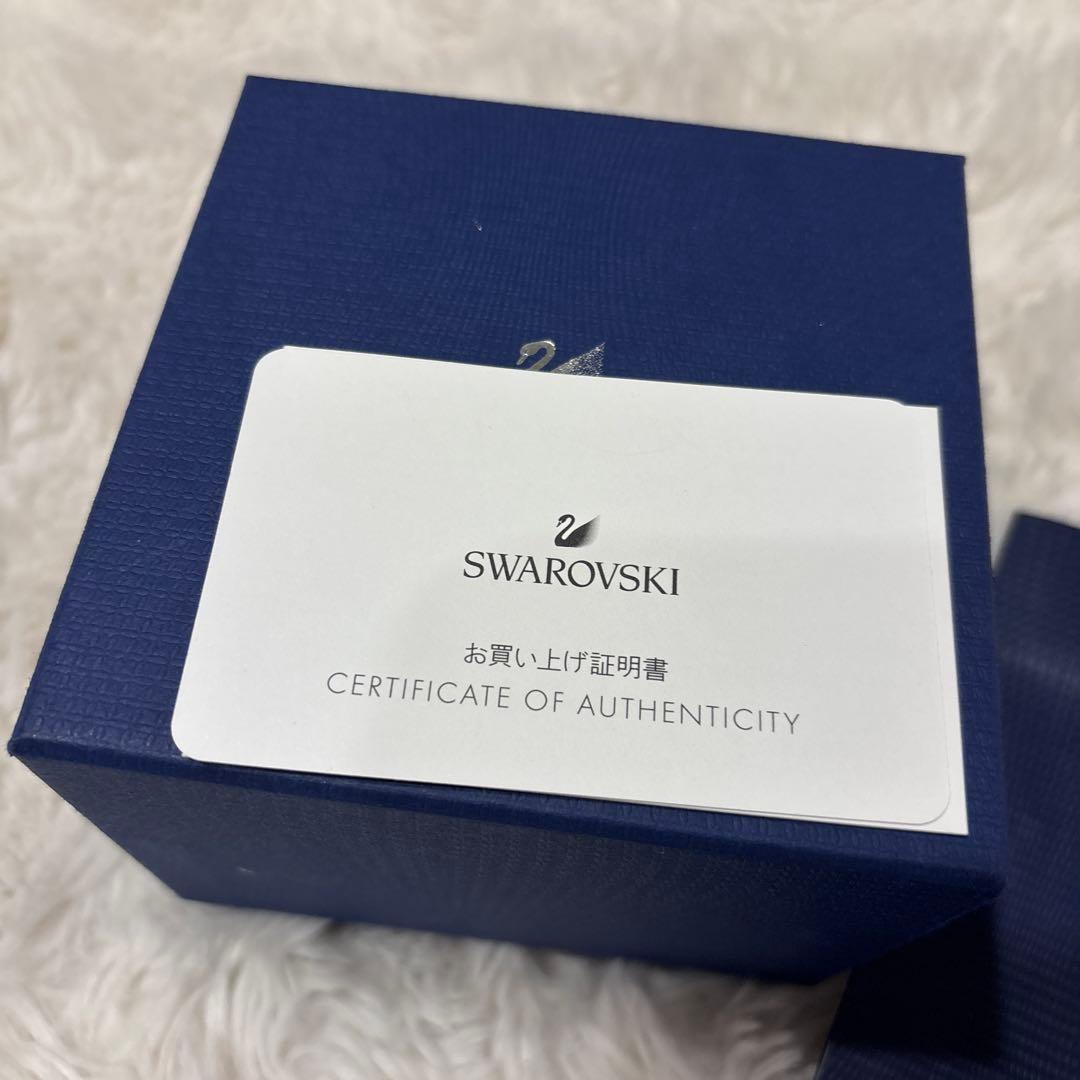 SWAROVSKI
お買い上げ証明書
CERTIFICATE OF AUTHENTICITY